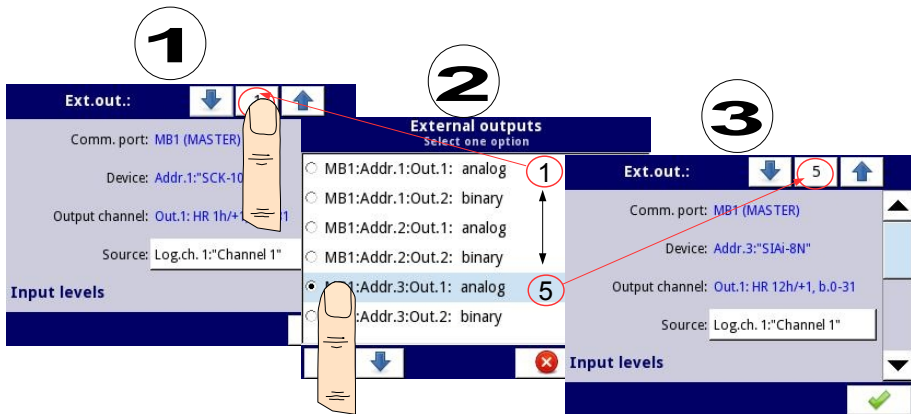 1
Ext.out.:
1
Comm. port: MB1 (MASTER)
Device: Addr.1:"SCK-10
Output channel: Out.1: HR 1h/+1 31
Source: Log.ch. 1:"Channel 1"
Input levels
2
External outputs
Select one option
MB1:Addr.1:Out.1: analog
MB1:Addr.1:Out.2: binary
MB1:Addr.2:Out.1: analog
MB1:Addr.2:Out.2: binary
MB1:Addr.3:Out.1: analog
:Addr.3:Out.2: binary
1
5
3
Ext.out.:
5
Comm. port: MB1 (MASTER)
Device: Addr.3:"SIAi-8N"
Output channel: Out.1: HR 12h/+1, b.0-31
Source: Log.ch. 1:"Channel 1"
Input levels